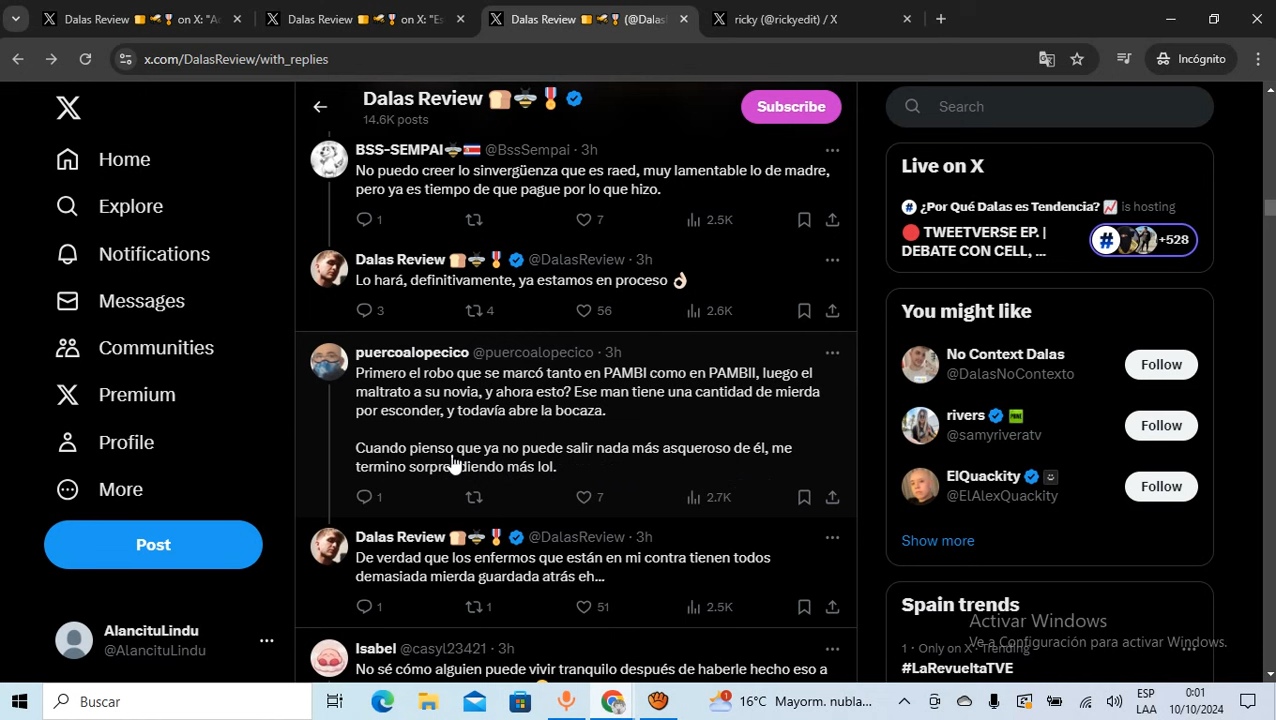 Dalas Review on X: "Ac
Dalas Review on X: "Es
Dalas Review (@Dalas
ricky (@rickyedit) / X
x.com/DalasReview/with_replies
Incógnito
Dalas Review
14.6K posts
Subscribe
Search
BSS-SEMPAI @BssSempai · 3h
No puedo creer lo sinvergüenza que es raed, muy lamentable lo de madre,
pero ya es tiempo de que pague por lo que hizo.
1 7 2.5K
Dalas Review @DalasReview · 3h
Lo hará, definitivamente, ya estamos en proceso 👌🏻
3 4 56 2.6K
puercoalopecico @puercoalopecico · 3h
Primero el robo que se marcó tanto en PAMBI como en PAMBII, luego el
maltrato a su novia, y ahora esto? Ese man tiene una cantidad de mierda
por esconder, y todavía abre la bocaza.
Cuando pienso que ya no puede salir nada más asqueroso de él, me
termino sorprendiendo más lol.
1 7 2.7K
Dalas Review @DalasReview · 3h
De verdad que los enfermos que están en mi contra tienen todos
demasiada mierda guardada atrás eh...
1 1 51 2.5K
Isabel @casyl23421 · 3h
No sé cómo alguien puede vivir tranquilo después de haberle hecho eso a
Home
Explore
Notifications
Messages
Communities
Premium
Profile
More
Post
AlancituLindu
@AlancituLindu
Live on X
# ¿Por Qué Dalas es Tendencia? 📈 is hosting
🔴 TWEETVERSE EP. |
DEBATE CON CELL, ...
# +528
You might like
No Context Dalas
@DalasNoContexto
Follow
rivers
@samyriveratv
Follow
ElQuackity
@ElAlexQuackity
Follow
Show more
Spain trends
1 · Only on X · Trending
#LaRevueltaTVE
Activar Windows
Ve a Configuración para activar Windows.
Buscar
16°C Mayorm. nubla...
ESP
LAA
0:01
10/10/2024